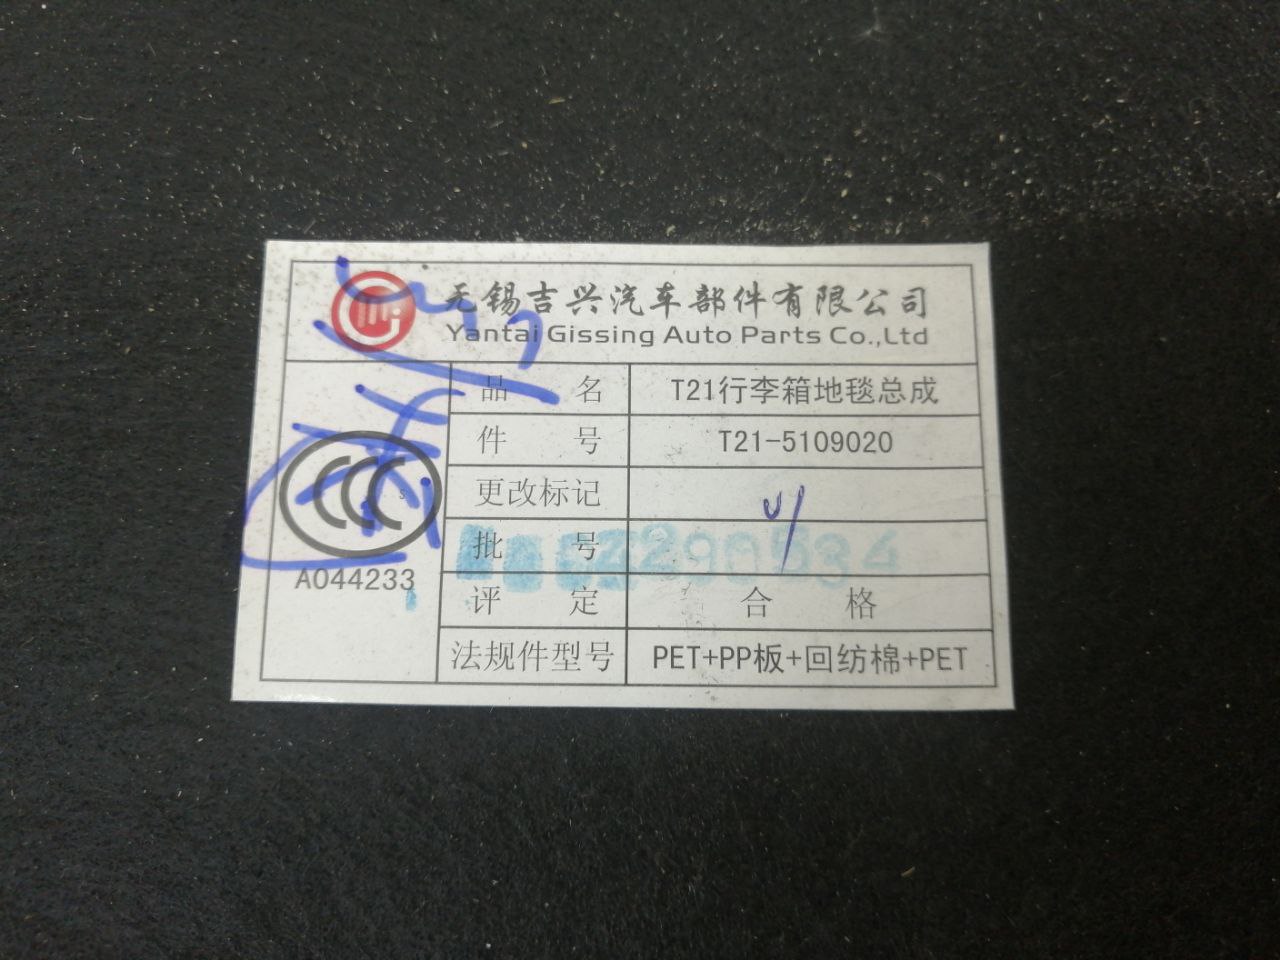 无锡吉兴汽车部件有限公司
Yantai Gissing Auto Parts Co.,Ltd
品 名 T21行李箱地毯总成
件 号 T21-5109020
更改标记
批 号
评 定 合 格
法规件型号 PET+PP板+回纺棉+PET
CCC
S
A044233